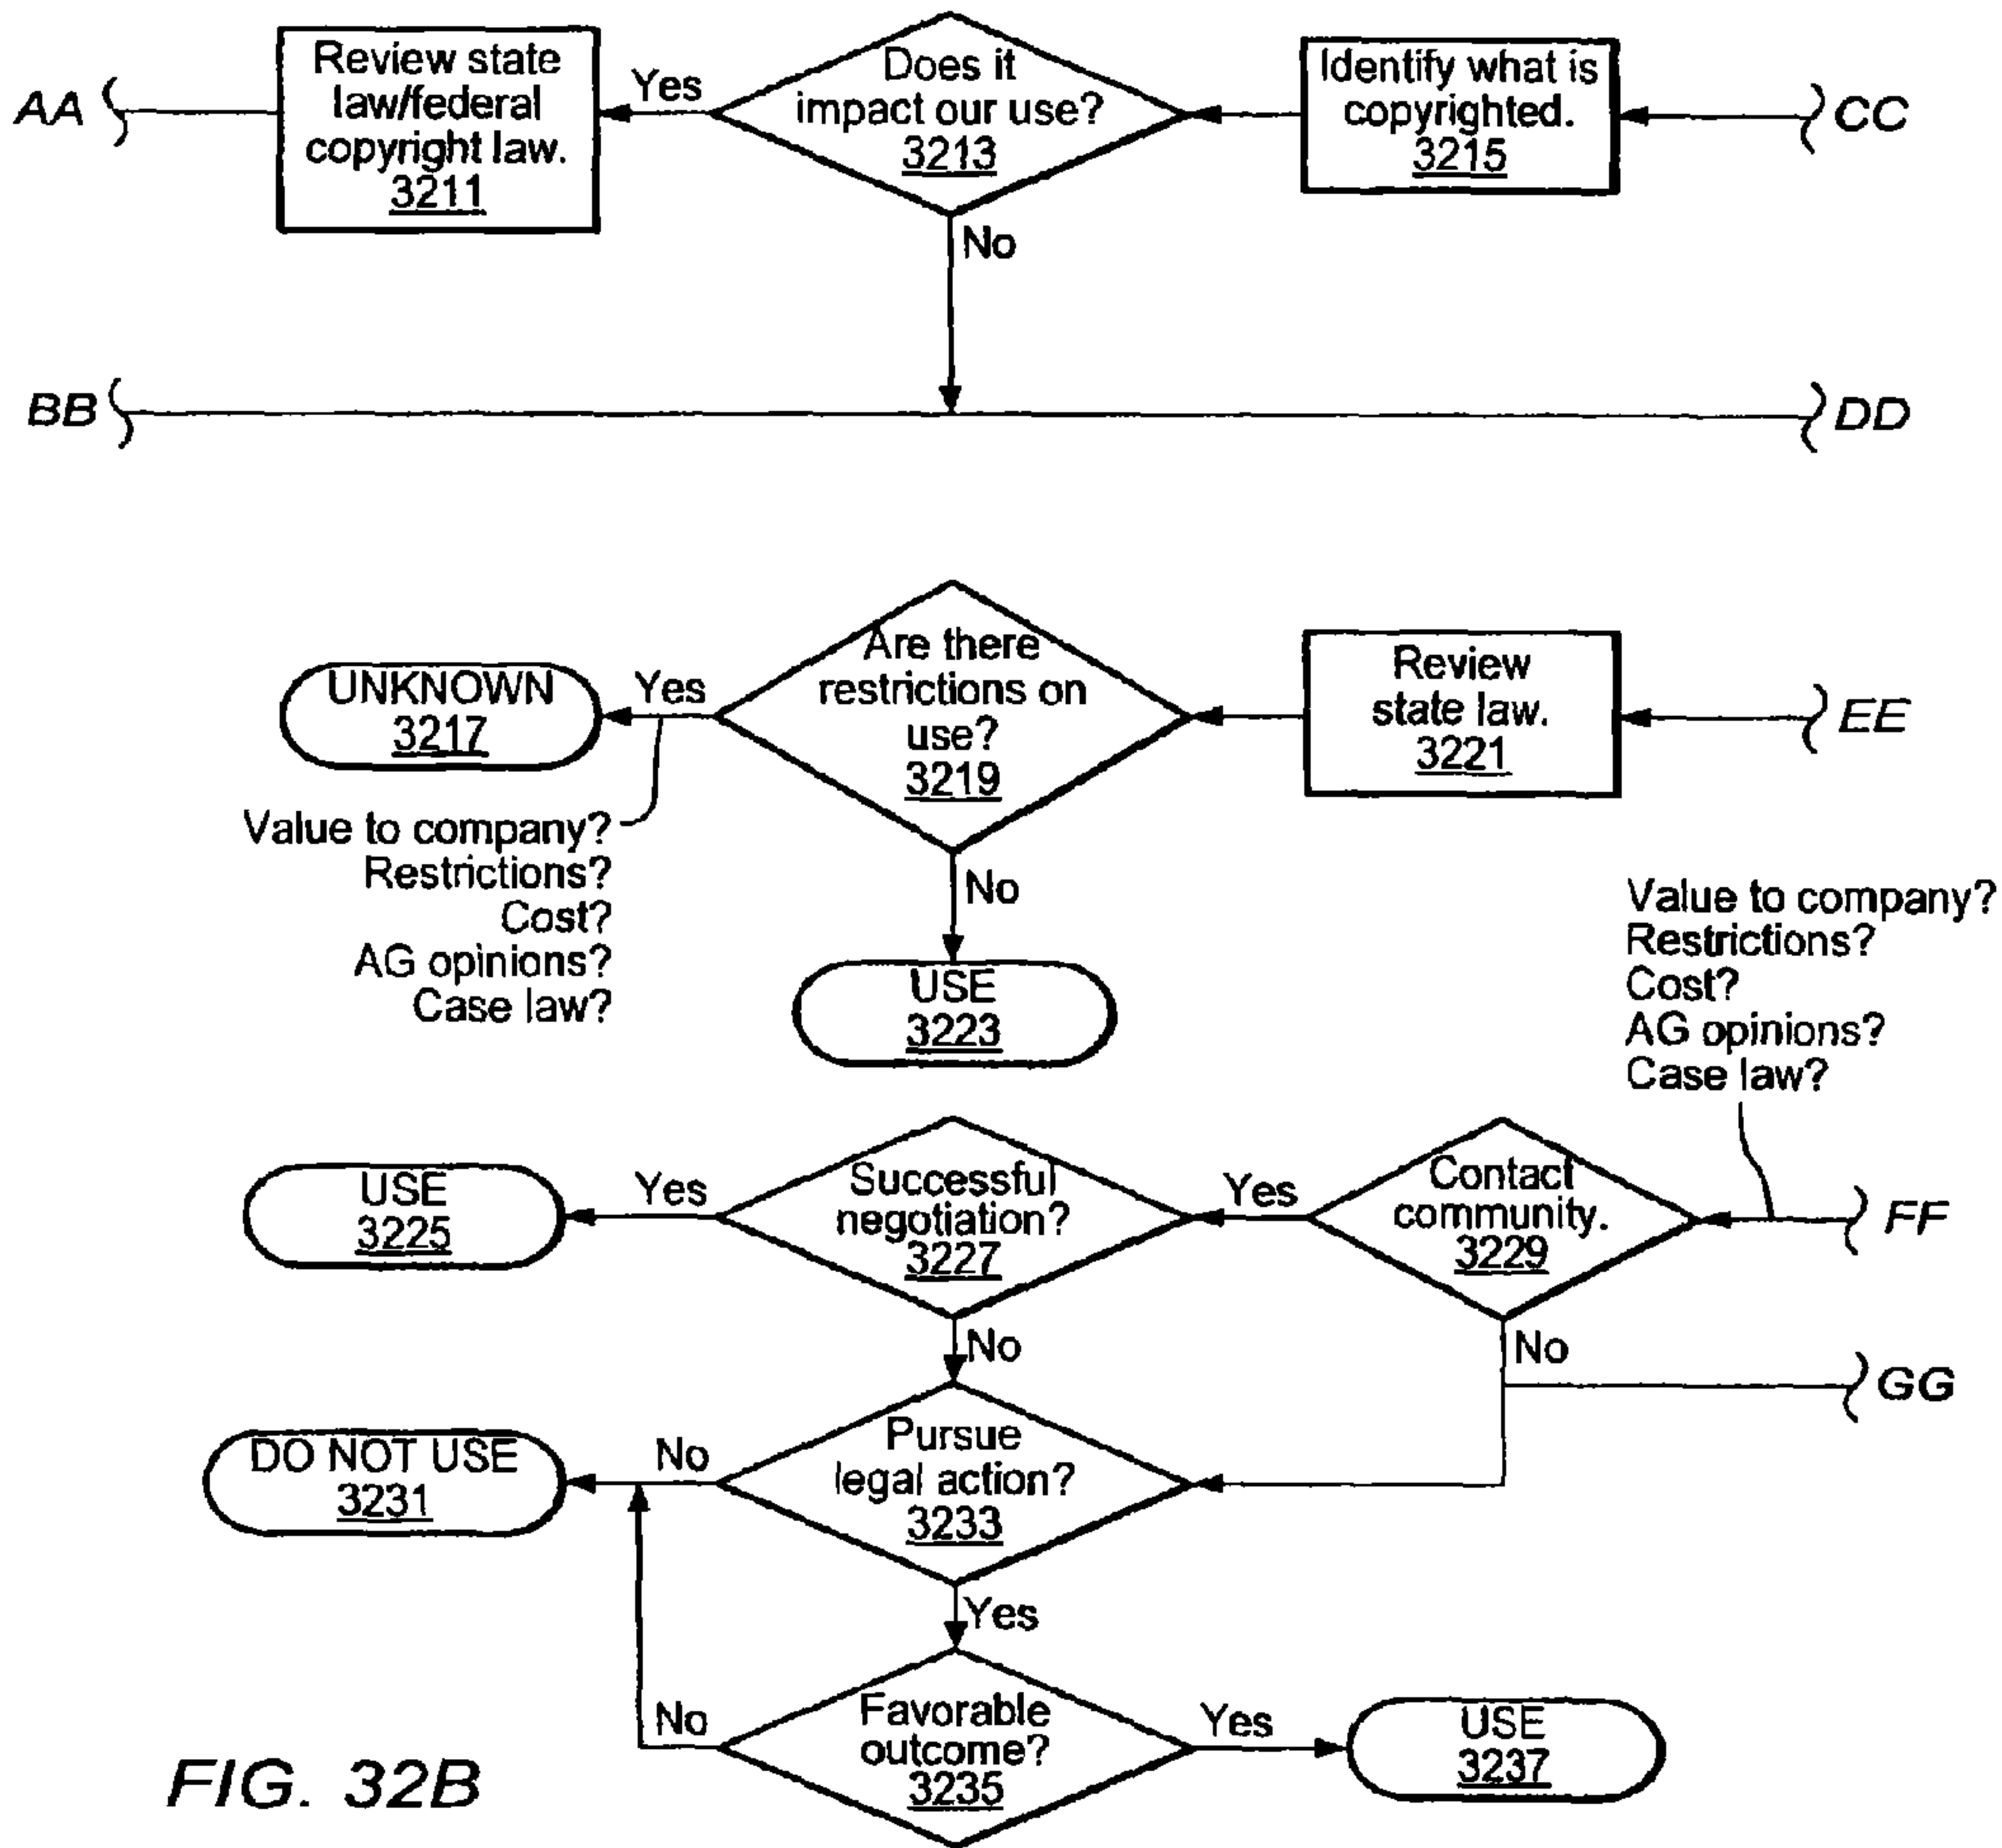 AA
Review state
law/federal
copyright law.
3211
Yes
Does it
impact our use?
3213
Identify what is
copyrighted.
3215
CC
No
BB
DD
UNKNOWN
3217
Yes
Are there
restrictions on
use?
3219
Review
state law.
3221
EE
Value to company?
Restrictions?
Cost?
AG opinions?
Case law?
No
USE
3223
Value to company?
Restrictions?
Cost?
AG opinions?
Case law?
USE
3225
Yes
Successful
negotiation?
3227
Yes
Contact
community.
3229
FF
No
No
GG
DO NOT USE
3231
No
Pursue
legal action?
3233
Yes
No
Favorable
outcome?
3235
Yes
USE
3237
FIG. 32B